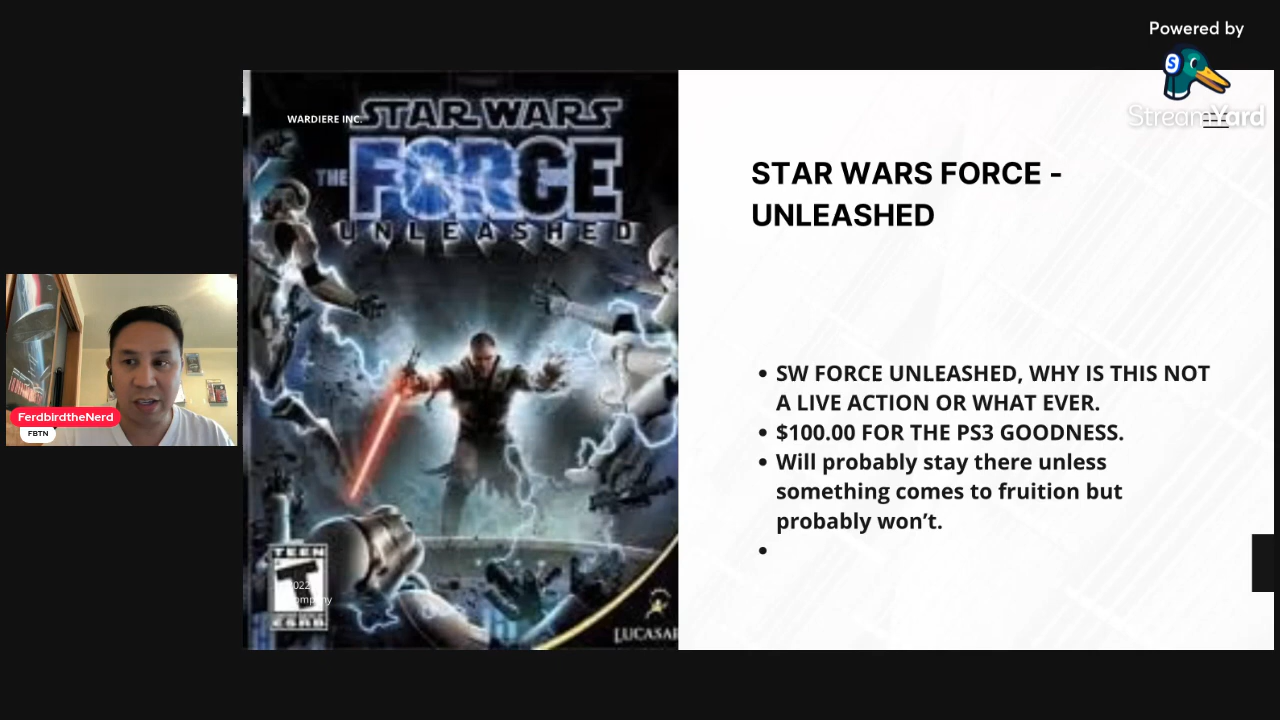 Powered by
S
StreamYard
WARDIERE INC.
STAR WARS
THE FORCE
UNLEASHED
TEEN
T
2022
ompany
ESRB
LUCASAR
STAR WARS FORCE -
UNLEASHED
• SW FORCE UNLEASHED, WHY IS THIS NOT
A LIVE ACTION OR WHAT EVER.
• $100.00 FOR THE PS3 GOODNESS.
• Will probably stay there unless
something comes to fruition but
probably won’t.
•
FerdbirdtheNerd
FBTN